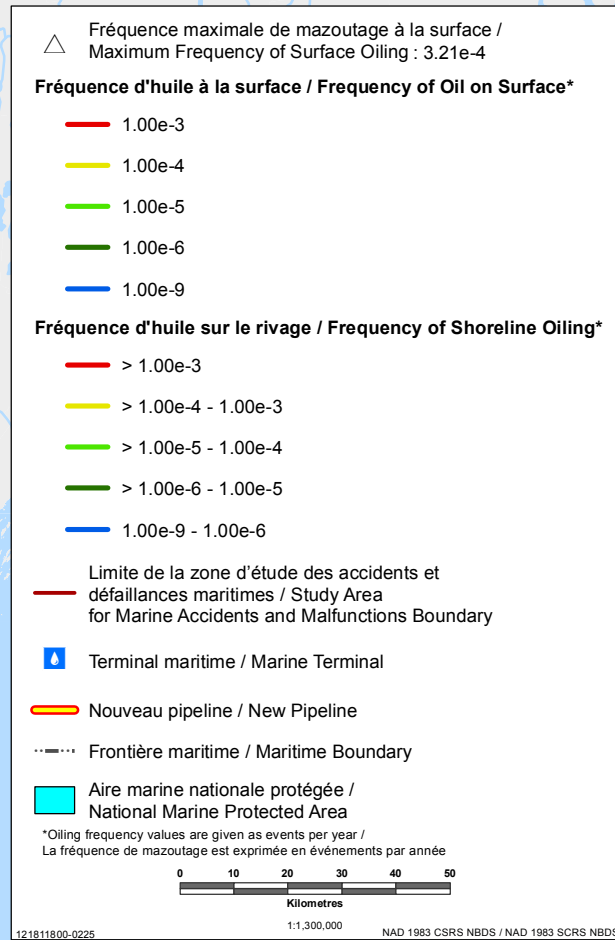 Fréquence maximale de mazoutage à la surface /
Maximum Frequency of Surface Oiling : 3.21e-4
Fréquence d'huile à la surface / Frequency of Oil on Surface*
1.00e-3
1.00e-4
1.00e-5
1.00e-6
1.00e-9
Fréquence d'huile sur le rivage / Frequency of Shoreline Oiling*
> 1.00e-3
> 1.00e-4 - 1.00e-3
> 1.00e-5 - 1.00e-4
> 1.00e-6 - 1.00e-5
1.00e-9 - 1.00e-6
Limite de la zone d’étude des accidents et
défaillances maritimes / Study Area
for Marine Accidents and Malfunctions Boundary
Terminal maritime / Marine Terminal
Nouveau pipeline / New Pipeline
Frontière maritime / Maritime Boundary
Aire marine nationale protégée /
National Marine Protected Area
*Oiling frequency values are given as events per year /
La fréquence de mazoutage est exprimée en événements par année
0 10 20 30 40 50
Kilometres
1:1,300,000
121811800-0225 NAD 1983 CSRS NBDS / NAD 1983 SCRS NBDS